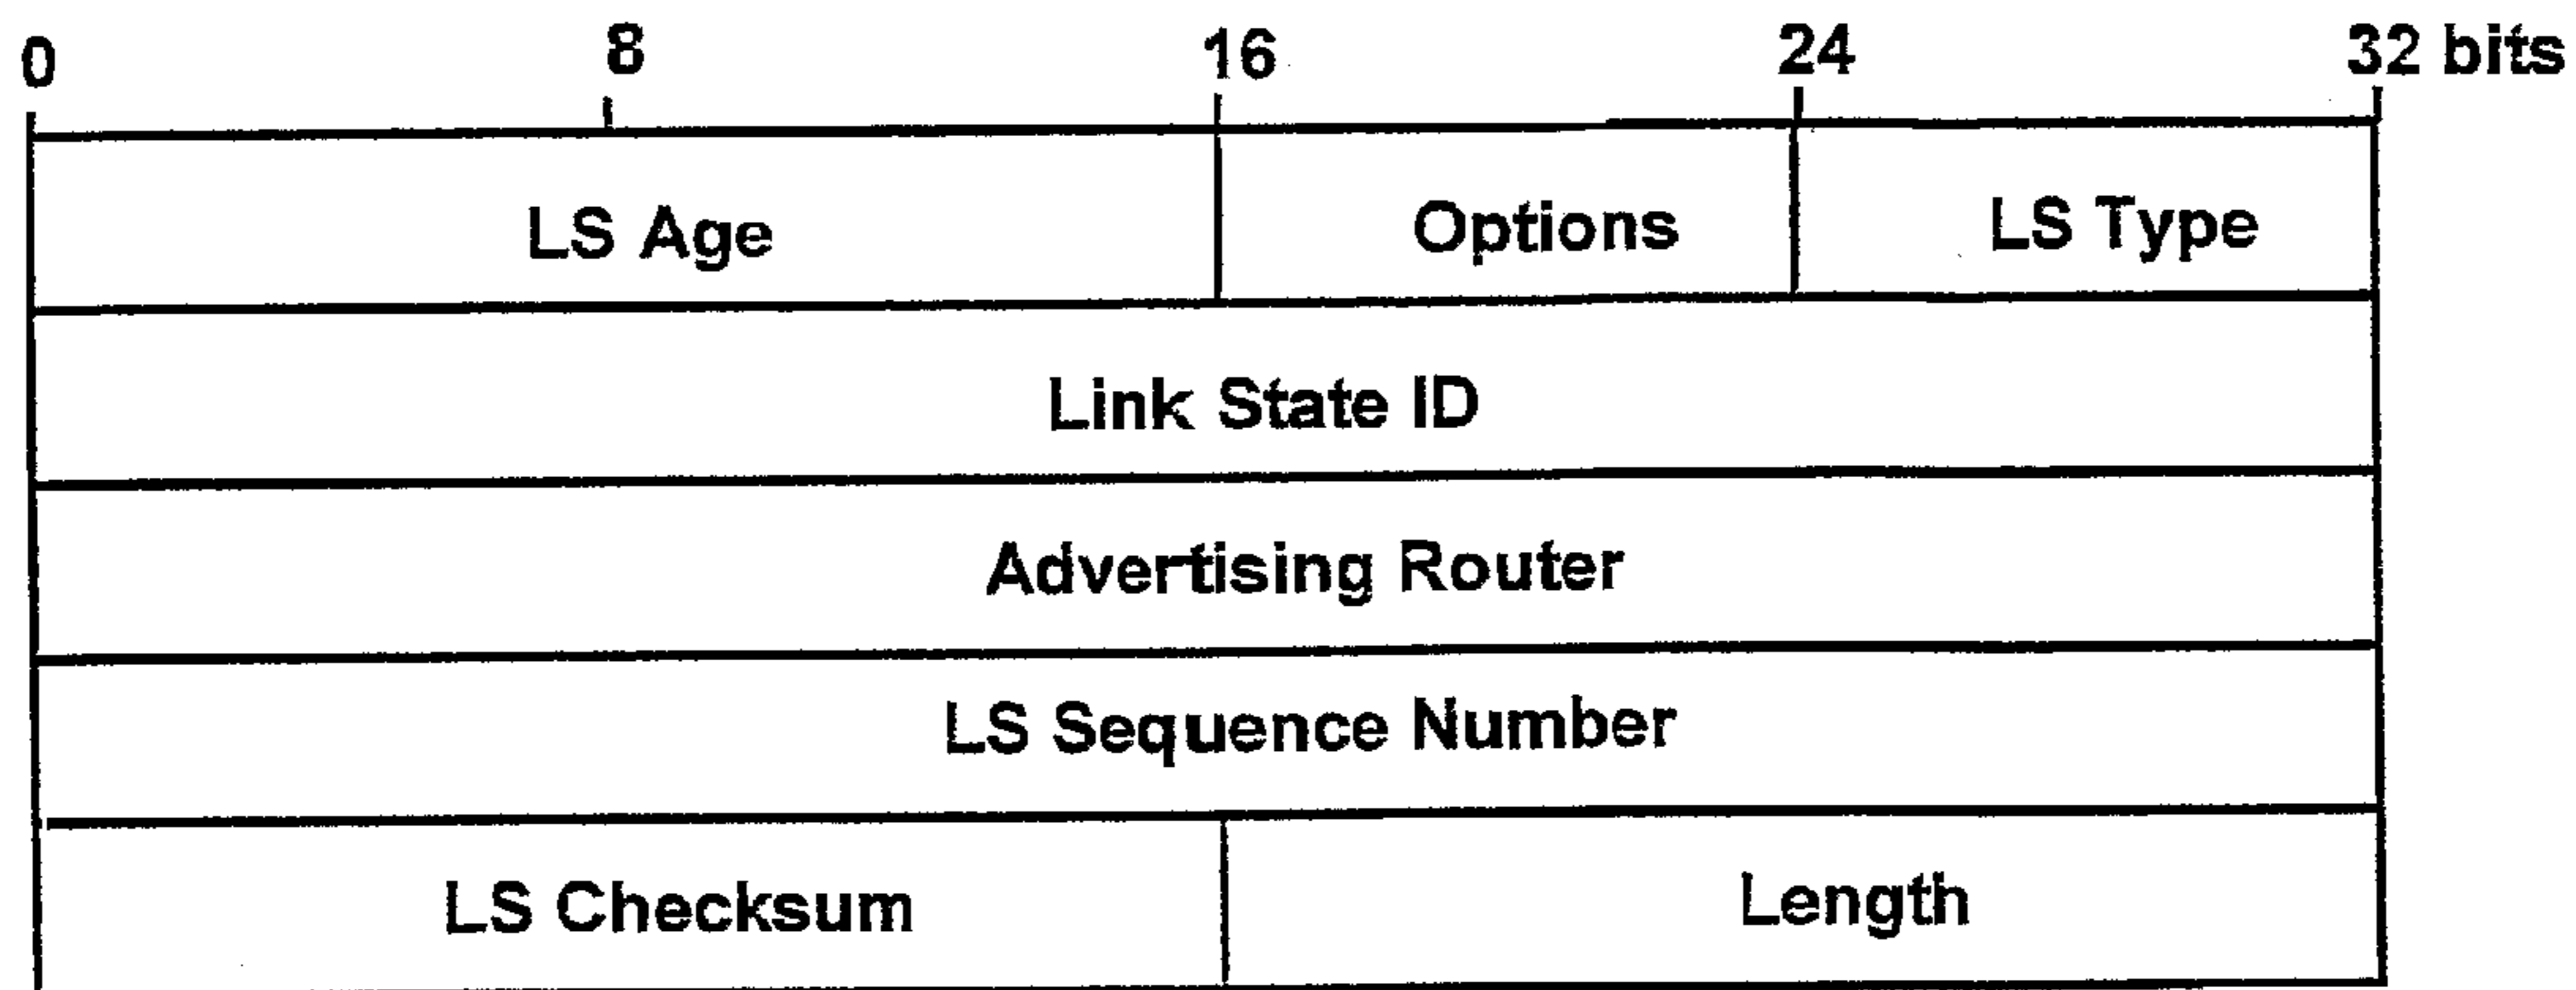 0 8 16 24 32 bits
LS Age Options LS Type
Link State ID
Advertising Router
LS Sequence Number
LS Checksum Length